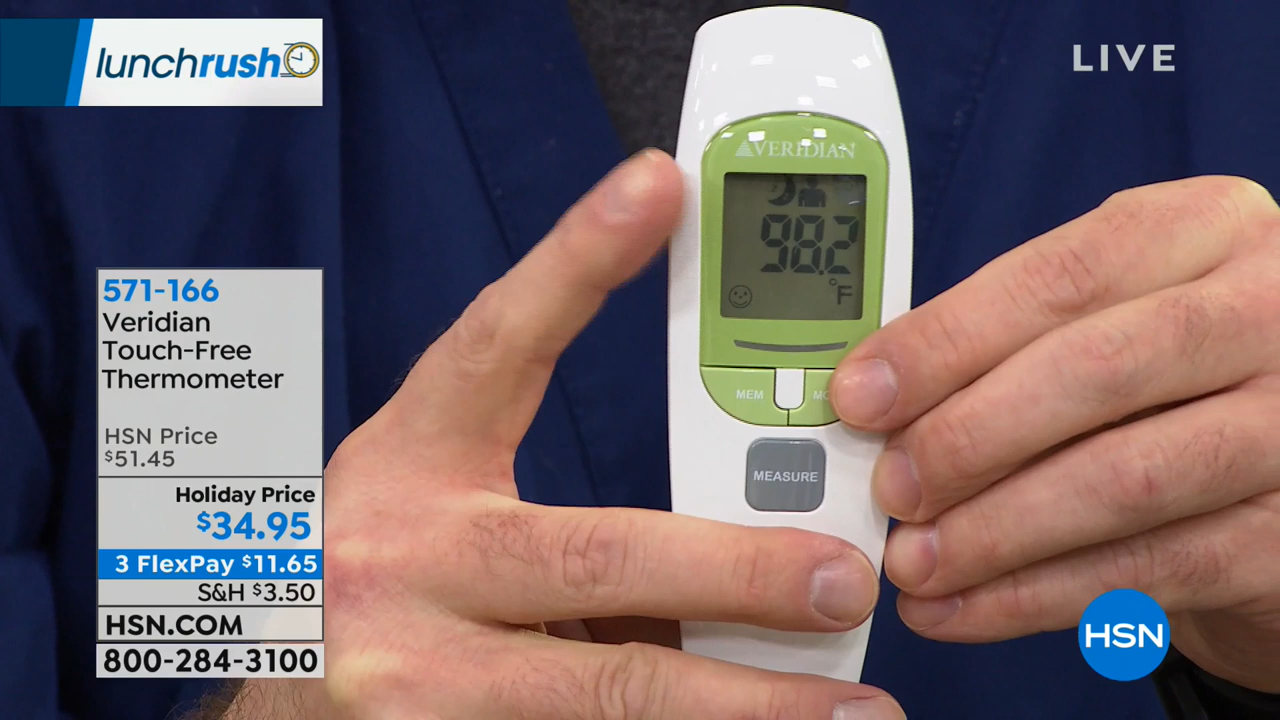 lunchrush
LIVE
VERIDIAN
98.2
°F
MEM
MEASURE
571-166
Veridian
Touch-Free
Thermometer
HSN Price
$51.45
Holiday Price
$34.95
3 FlexPay $11.65
S&H $3.50
HSN.COM
800-284-3100
HSN